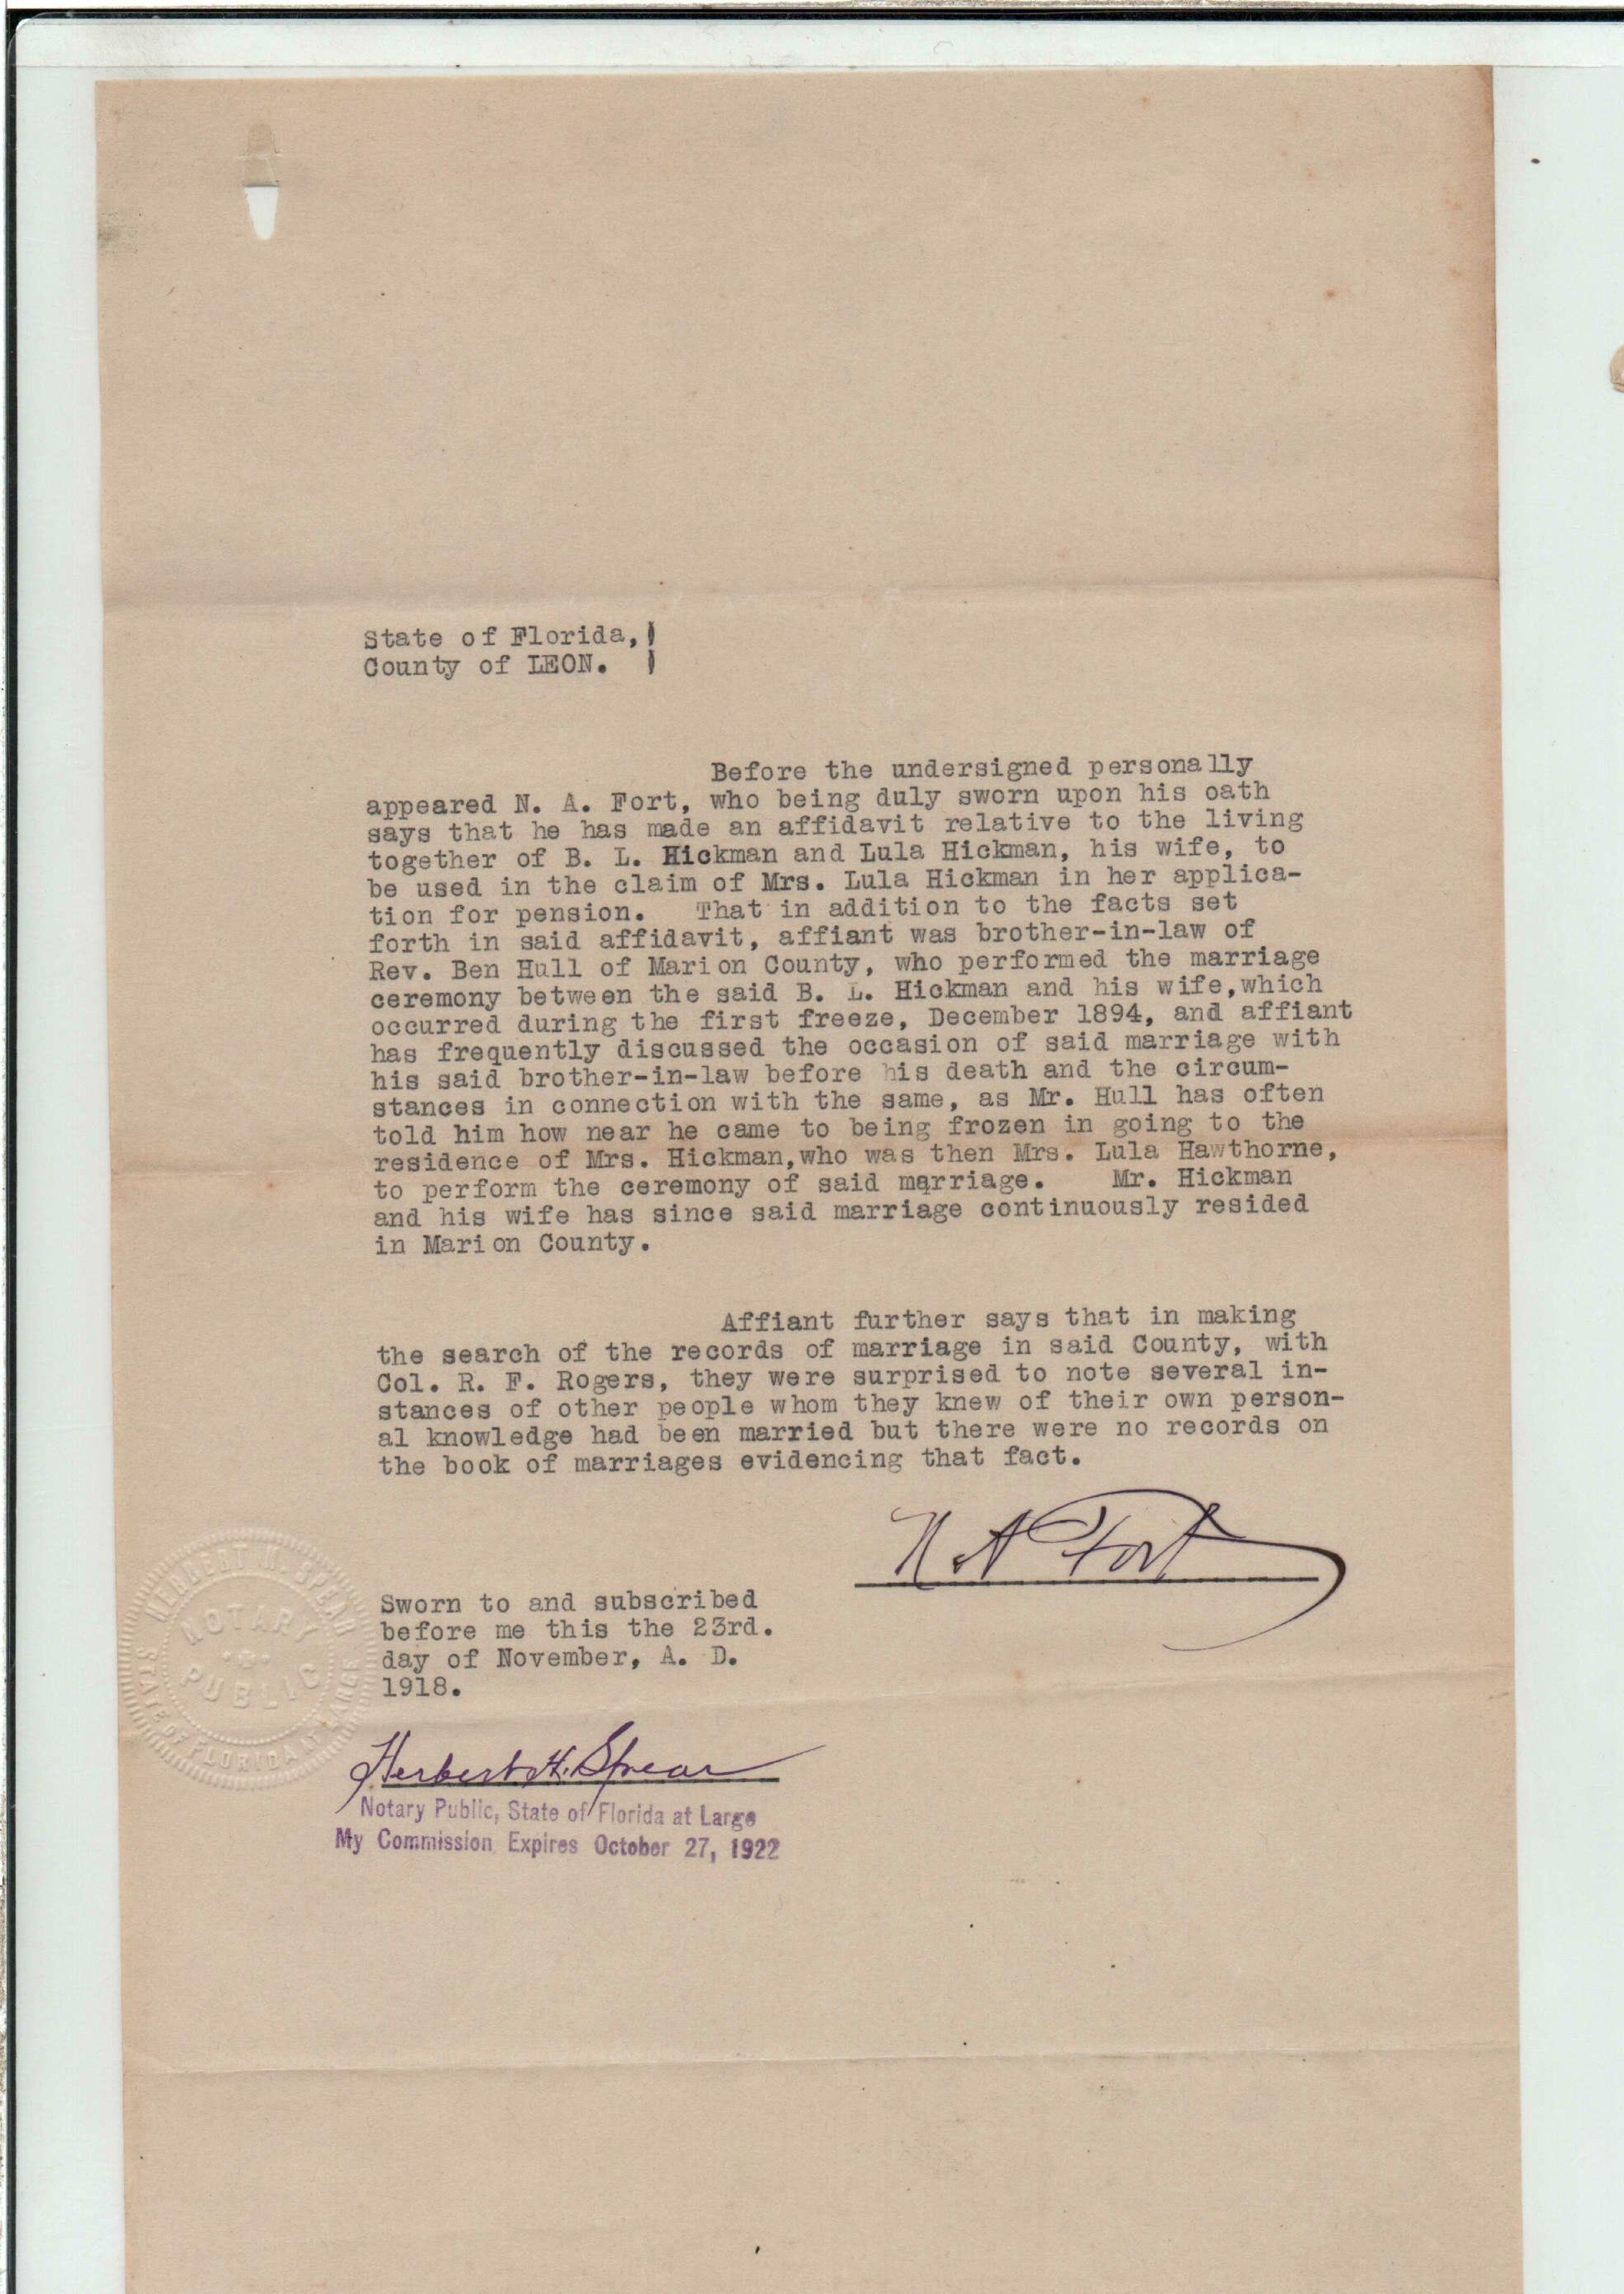 State of Florida,)
County of LEON. )
Before the undersigned personally
appeared N. A. Fort, who being duly sworn upon his oath
says that he has made an affidavit relative to the living
together of B. L. Hickman and Lula Hickman, his wife, to
be used in the claim of Mrs. Lula Hickman in her applica-
tion for pension. That in addition to the facts set
forth in said affidavit, affiant was brother-in-law of
Rev. Ben Hull of Marion County, who performed the marriage
ceremony between the said B. L. Hickman and his wife,which
occurred during the first freeze, December 1894, and affiant
has frequently discussed the occasion of said marriage with
his said brother-in-law before his death and the circum-
stances in connection with the same, as Mr. Hull has often
told him how near he came to being frozen in going to the
residence of Mrs. Hickman,who was then Mrs. Lula Hawthorne,
to perform the ceremony of said marriage. Mr. Hickman
and his wife has since said marriage continuously resided
in Marion County.
Affiant further says that in making
the search of the records of marriage in said County, with
Col. R. F. Rogers, they were surprised to note several in-
stances of other people whom they knew of their own person-
al knowledge had been married but there were no records on
the book of marriages evidencing that fact.
N A Fort
Sworn to and subscribed
before me this the 23rd.
day of November, A. D.
1918.
Herbert H. Spear
Notary Public, State of Florida at Large
My Commission Expires October 27, 1922
HERBERT H. SPEAR
NOTARY
PUBLIC
STATE OF FLORIDA AT LARGE